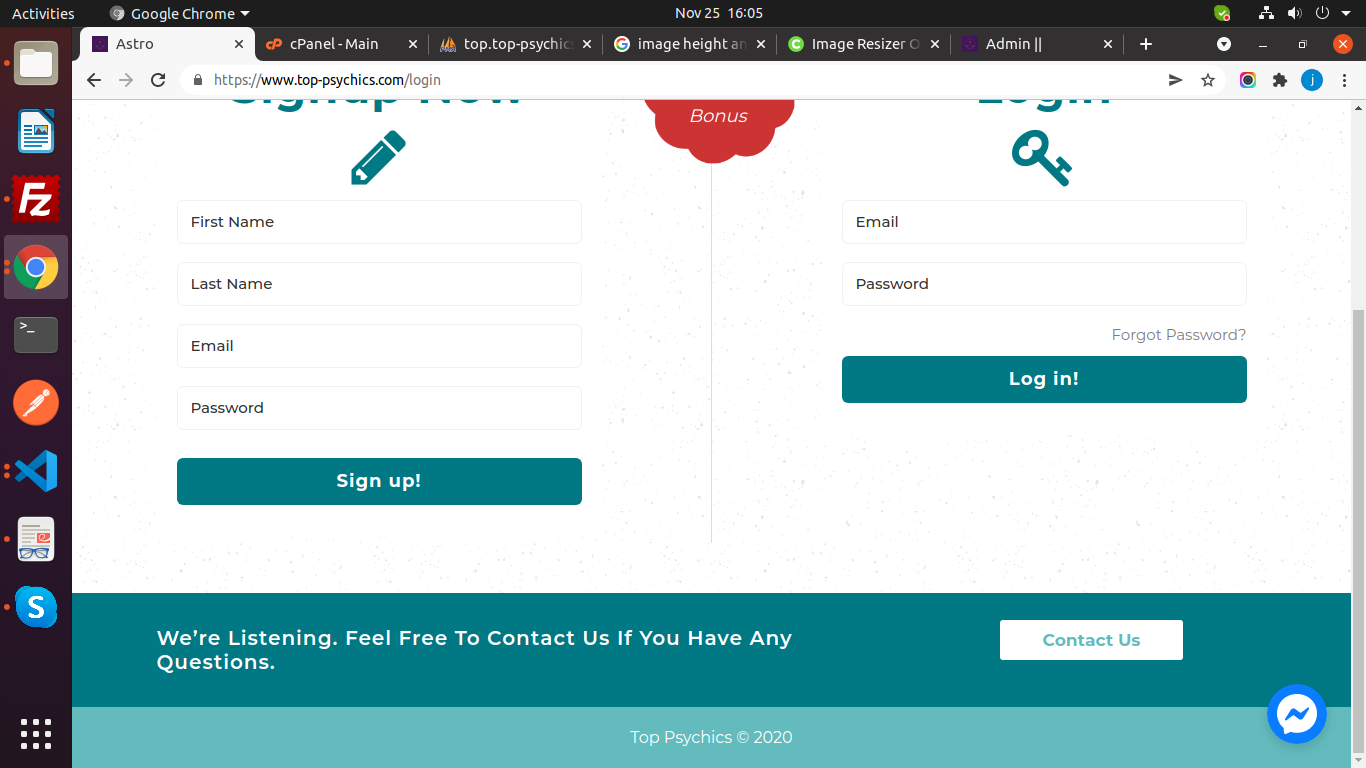 Activities
Google Chrome
Nov 25 16:05
Astro
cPanel - Main
top.top-psychic
image height an
Image Resizer O
Admin ||
https://www.top-psychics.com/login
j
Signup Now
Bonus
Login
First Name
Last Name
Email
Password
Sign up!
Email
Password
Forgot Password?
Log in!
We’re Listening. Feel Free To Contact Us If You Have Any
Questions.
Contact Us
Top Psychics © 2020